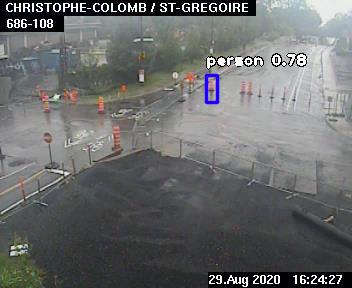 CHRISTOPHE-COLOMB / ST-GREGOIRE
686-108
person 0.78
29.Aug 2020 16:24:27